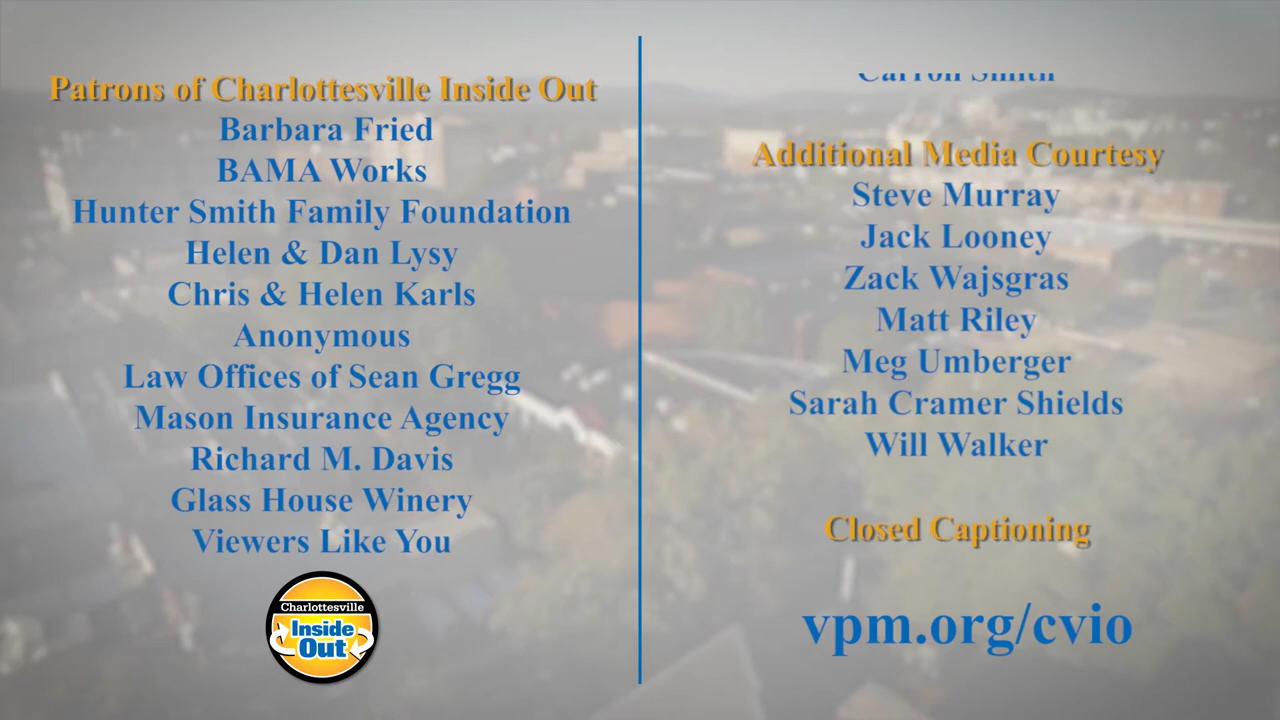 Patrons of Charlottesville Inside Out
Barbara Fried
BAMA Works
Hunter Smith Family Foundation
Helen & Dan Lysy
Chris & Helen Karls
Anonymous
Law Offices of Sean Gregg
Mason Insurance Agency
Richard M. Davis
Glass House Winery
Viewers Like You
Charlottesville
Inside
Out
Smith
Additional Media Courtesy
Steve Murray
Jack Looney
Zack Wajsgras
Matt Riley
Meg Umberger
Sarah Cramer Shields
Will Walker
Closed Captioning
vpm.org/cvio